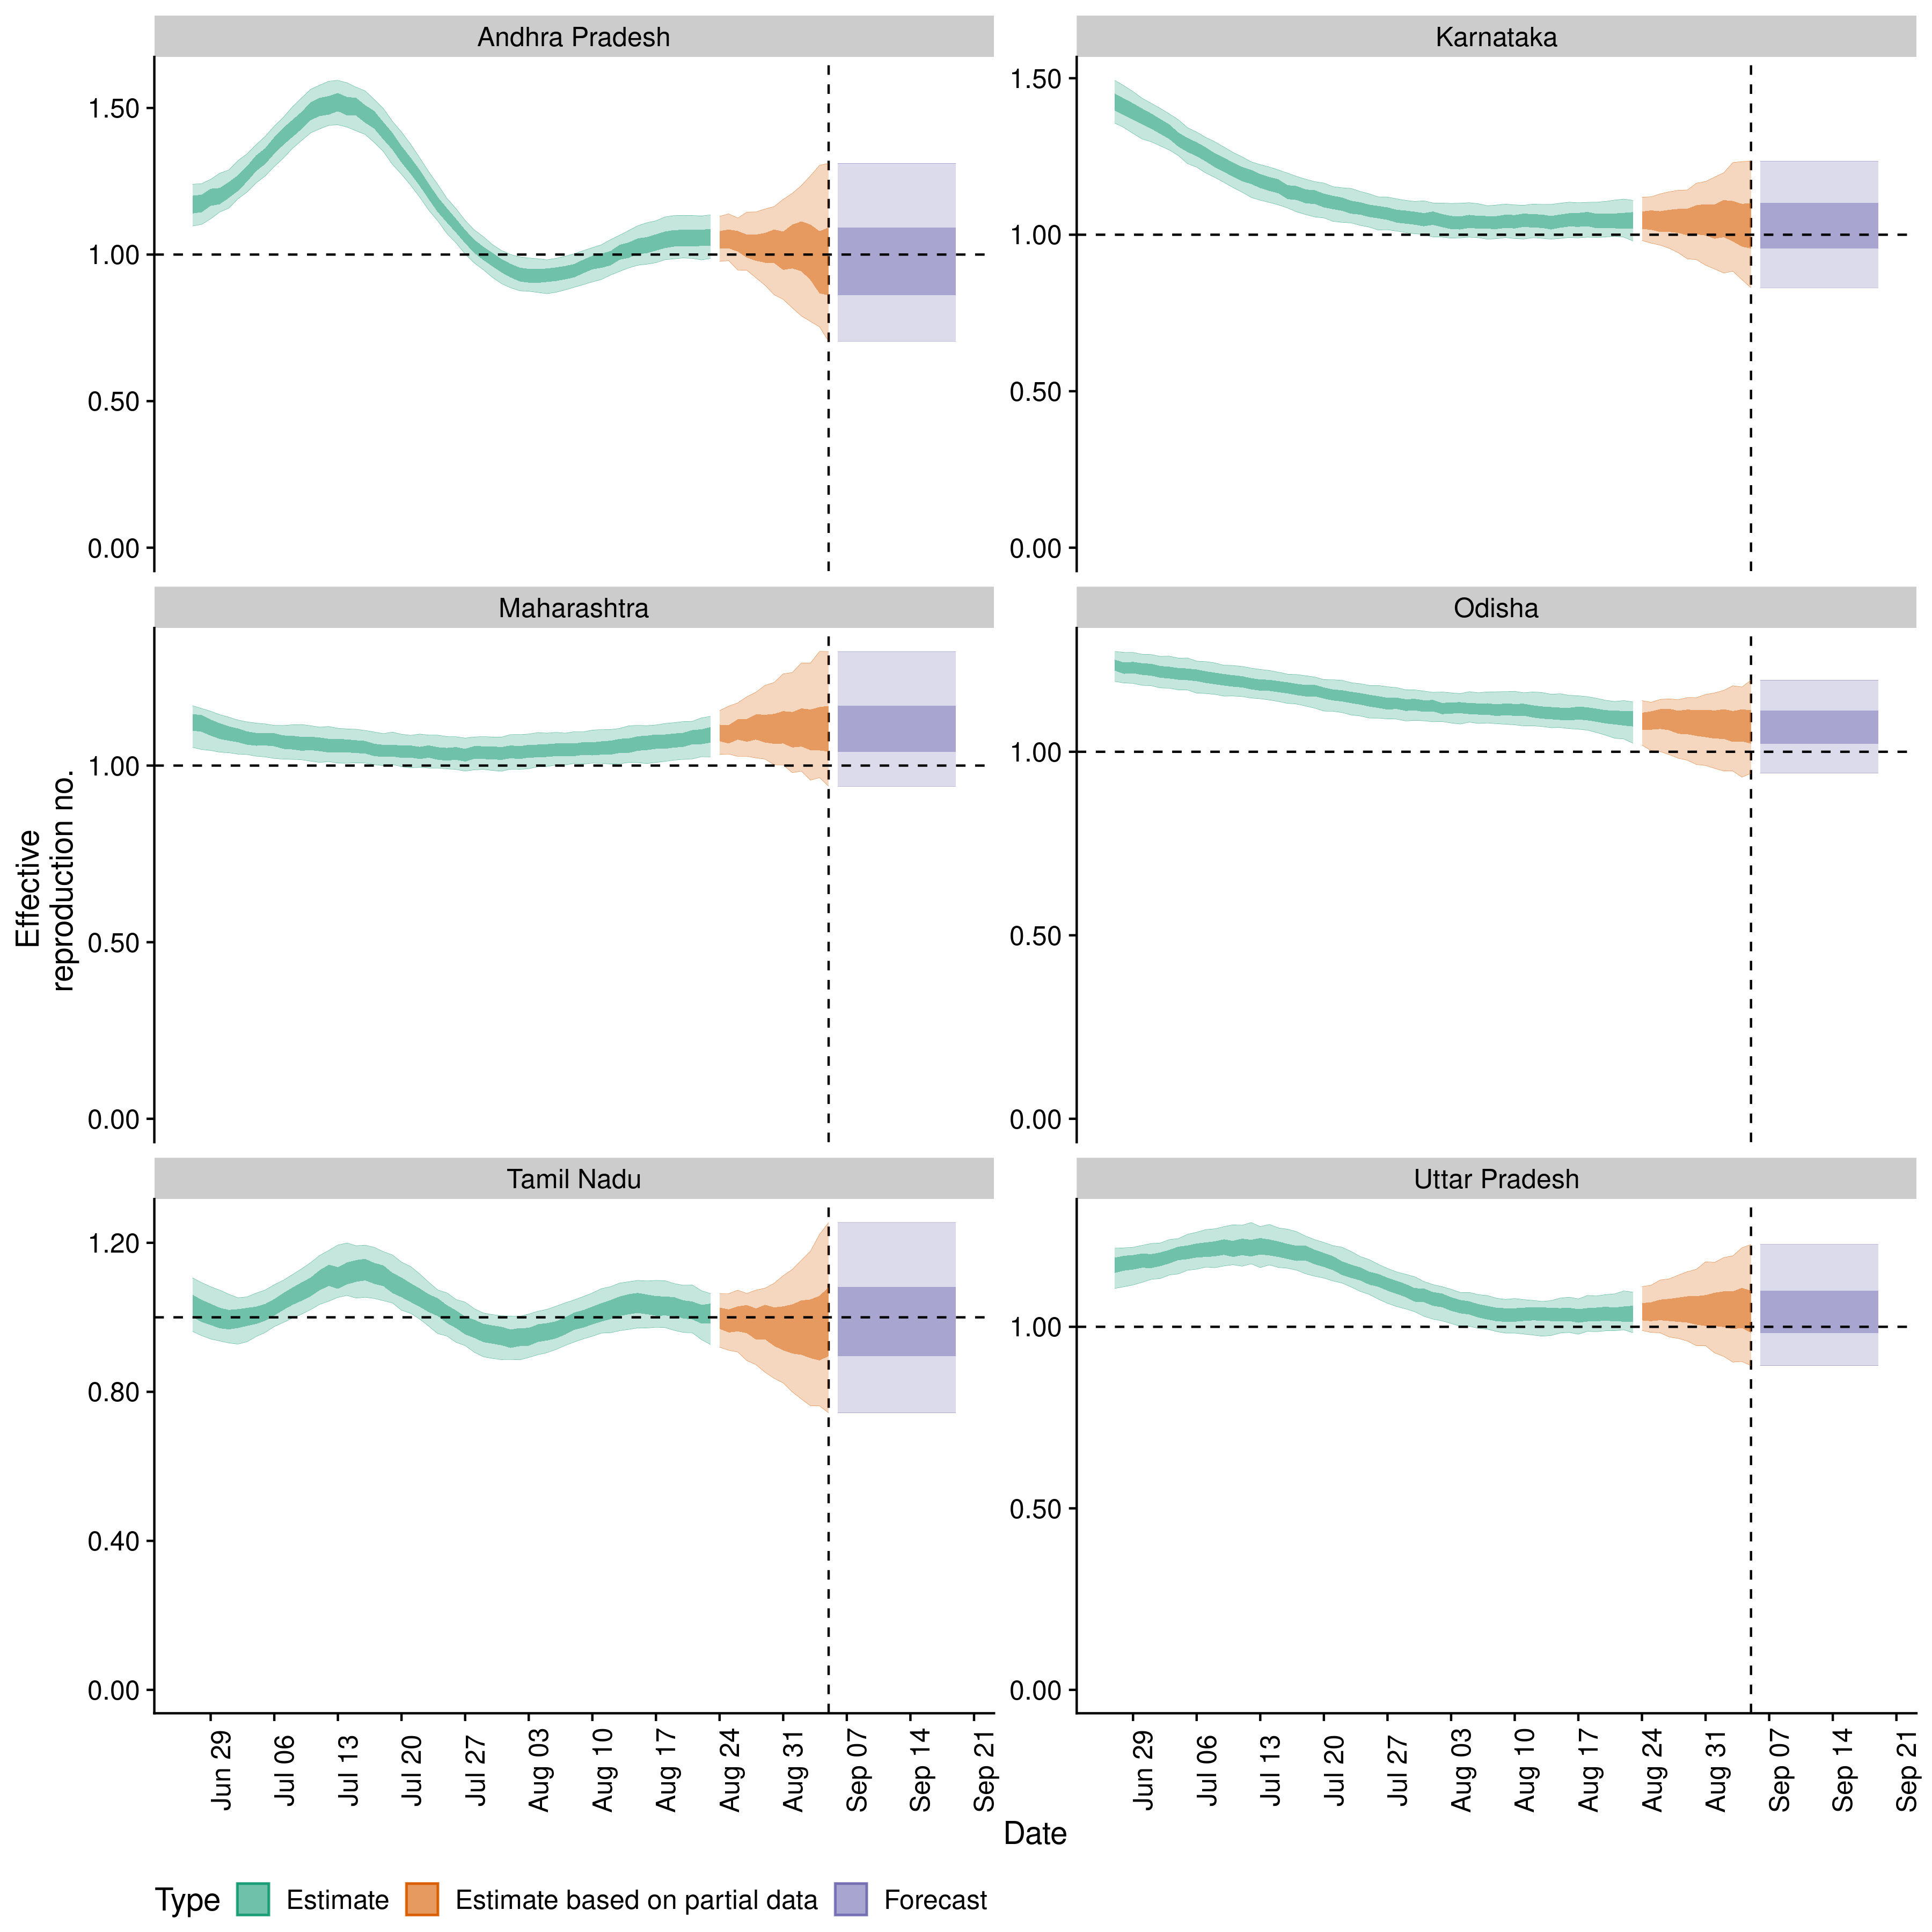 Andhra Pradesh
Karnataka
1.50
1.00
0.50
0.00
1.50
1.00
0.50
0.00
Maharashtra
Odisha
1.00
0.50
0.00
1.00
0.50
0.00
Tamil Nadu
Uttar Pradesh
1.20
0.80
0.40
0.00
1.00
0.50
0.00
Effective
reproduction no.
Jun 29
Jul 06
Jul 13
Jul 20
Jul 27
Aug 03
Aug 10
Aug 17
Aug 24
Aug 31
Sep 07
Sep 14
Sep 21
Jun 29
Jul 06
Jul 13
Jul 20
Jul 27
Aug 03
Aug 10
Aug 17
Aug 24
Aug 31
Sep 07
Sep 14
Sep 21
Date
Type Estimate Estimate based on partial data Forecast